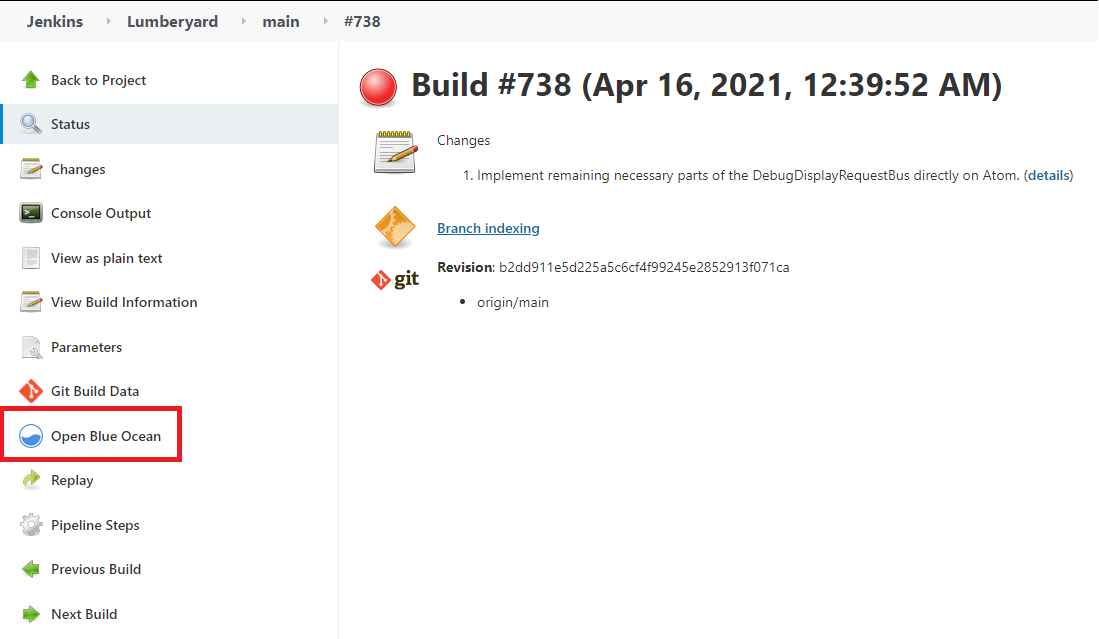 Jenkins Lumberyard main #738
Back to Project
Status
Changes
Console Output
View as plain text
View Build Information
Parameters
Git Build Data
Open Blue Ocean
Replay
Pipeline Steps
Previous Build
Next Build
Build #738 (Apr 16, 2021, 12:39:52 AM)
Changes
1. Implement remaining necessary parts of the DebugDisplayRequestBus directly on Atom. (details)
Branch indexing
git
Revision: b2dd911e5d225a5c6cf4f99245e2852913f071ca
• origin/main